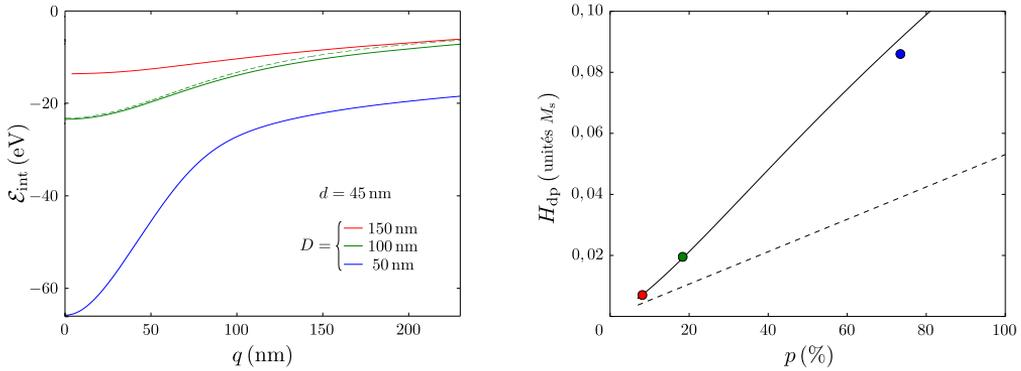 0
−20
−40
−60
ℰint (eV)
d = 45 nm
D =
150 nm
100 nm
50 nm
0 50 100 150 200
q (nm)
0, 10
0, 08
0, 06
0, 04
0, 02
Hdp ( unités Ms)
0 20 40 60 80 100
p (%)